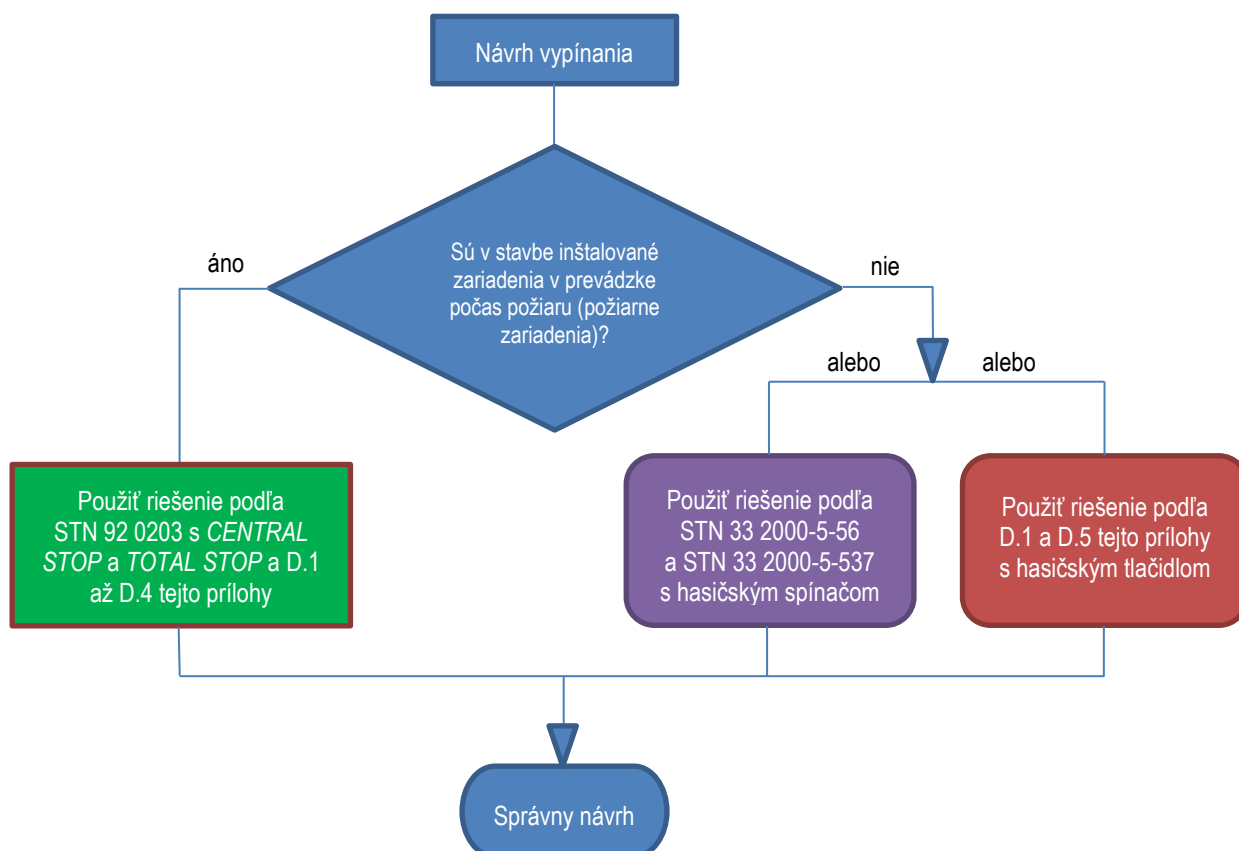 Návrh vypínania
Sú v stavbe inštalované
zariadenia v prevádzke
počas požiaru (požiarne
zariadenia)?
áno
nie
alebo
alebo
Použiť riešenie podľa
STN 92 0203 s CENTRAL
STOP a TOTAL STOP a D.1
až D.4 tejto prílohy
Použiť riešenie podľa
STN 33 2000-5-56
a STN 33 2000-5-537
s hasičským spínačom
Použiť riešenie podľa
D.1 a D.5 tejto prílohy
s hasičským tlačidlom
Správny návrh